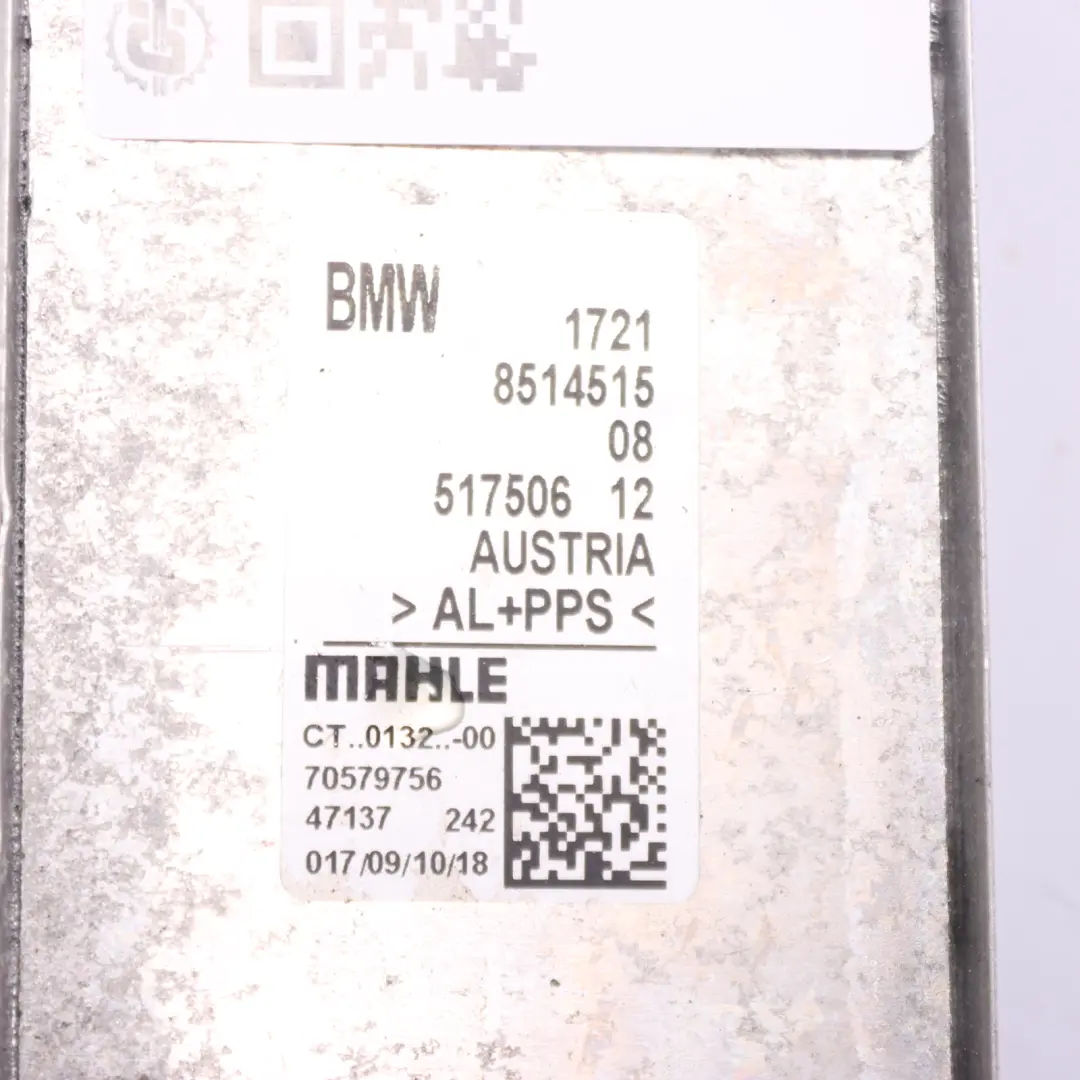 BMW
1721
8514515
08
517506 12
AUSTRIA
> AL+PPS <
MAHLE
CT..0132..-00
70579756
47137 242
017/09/10/18